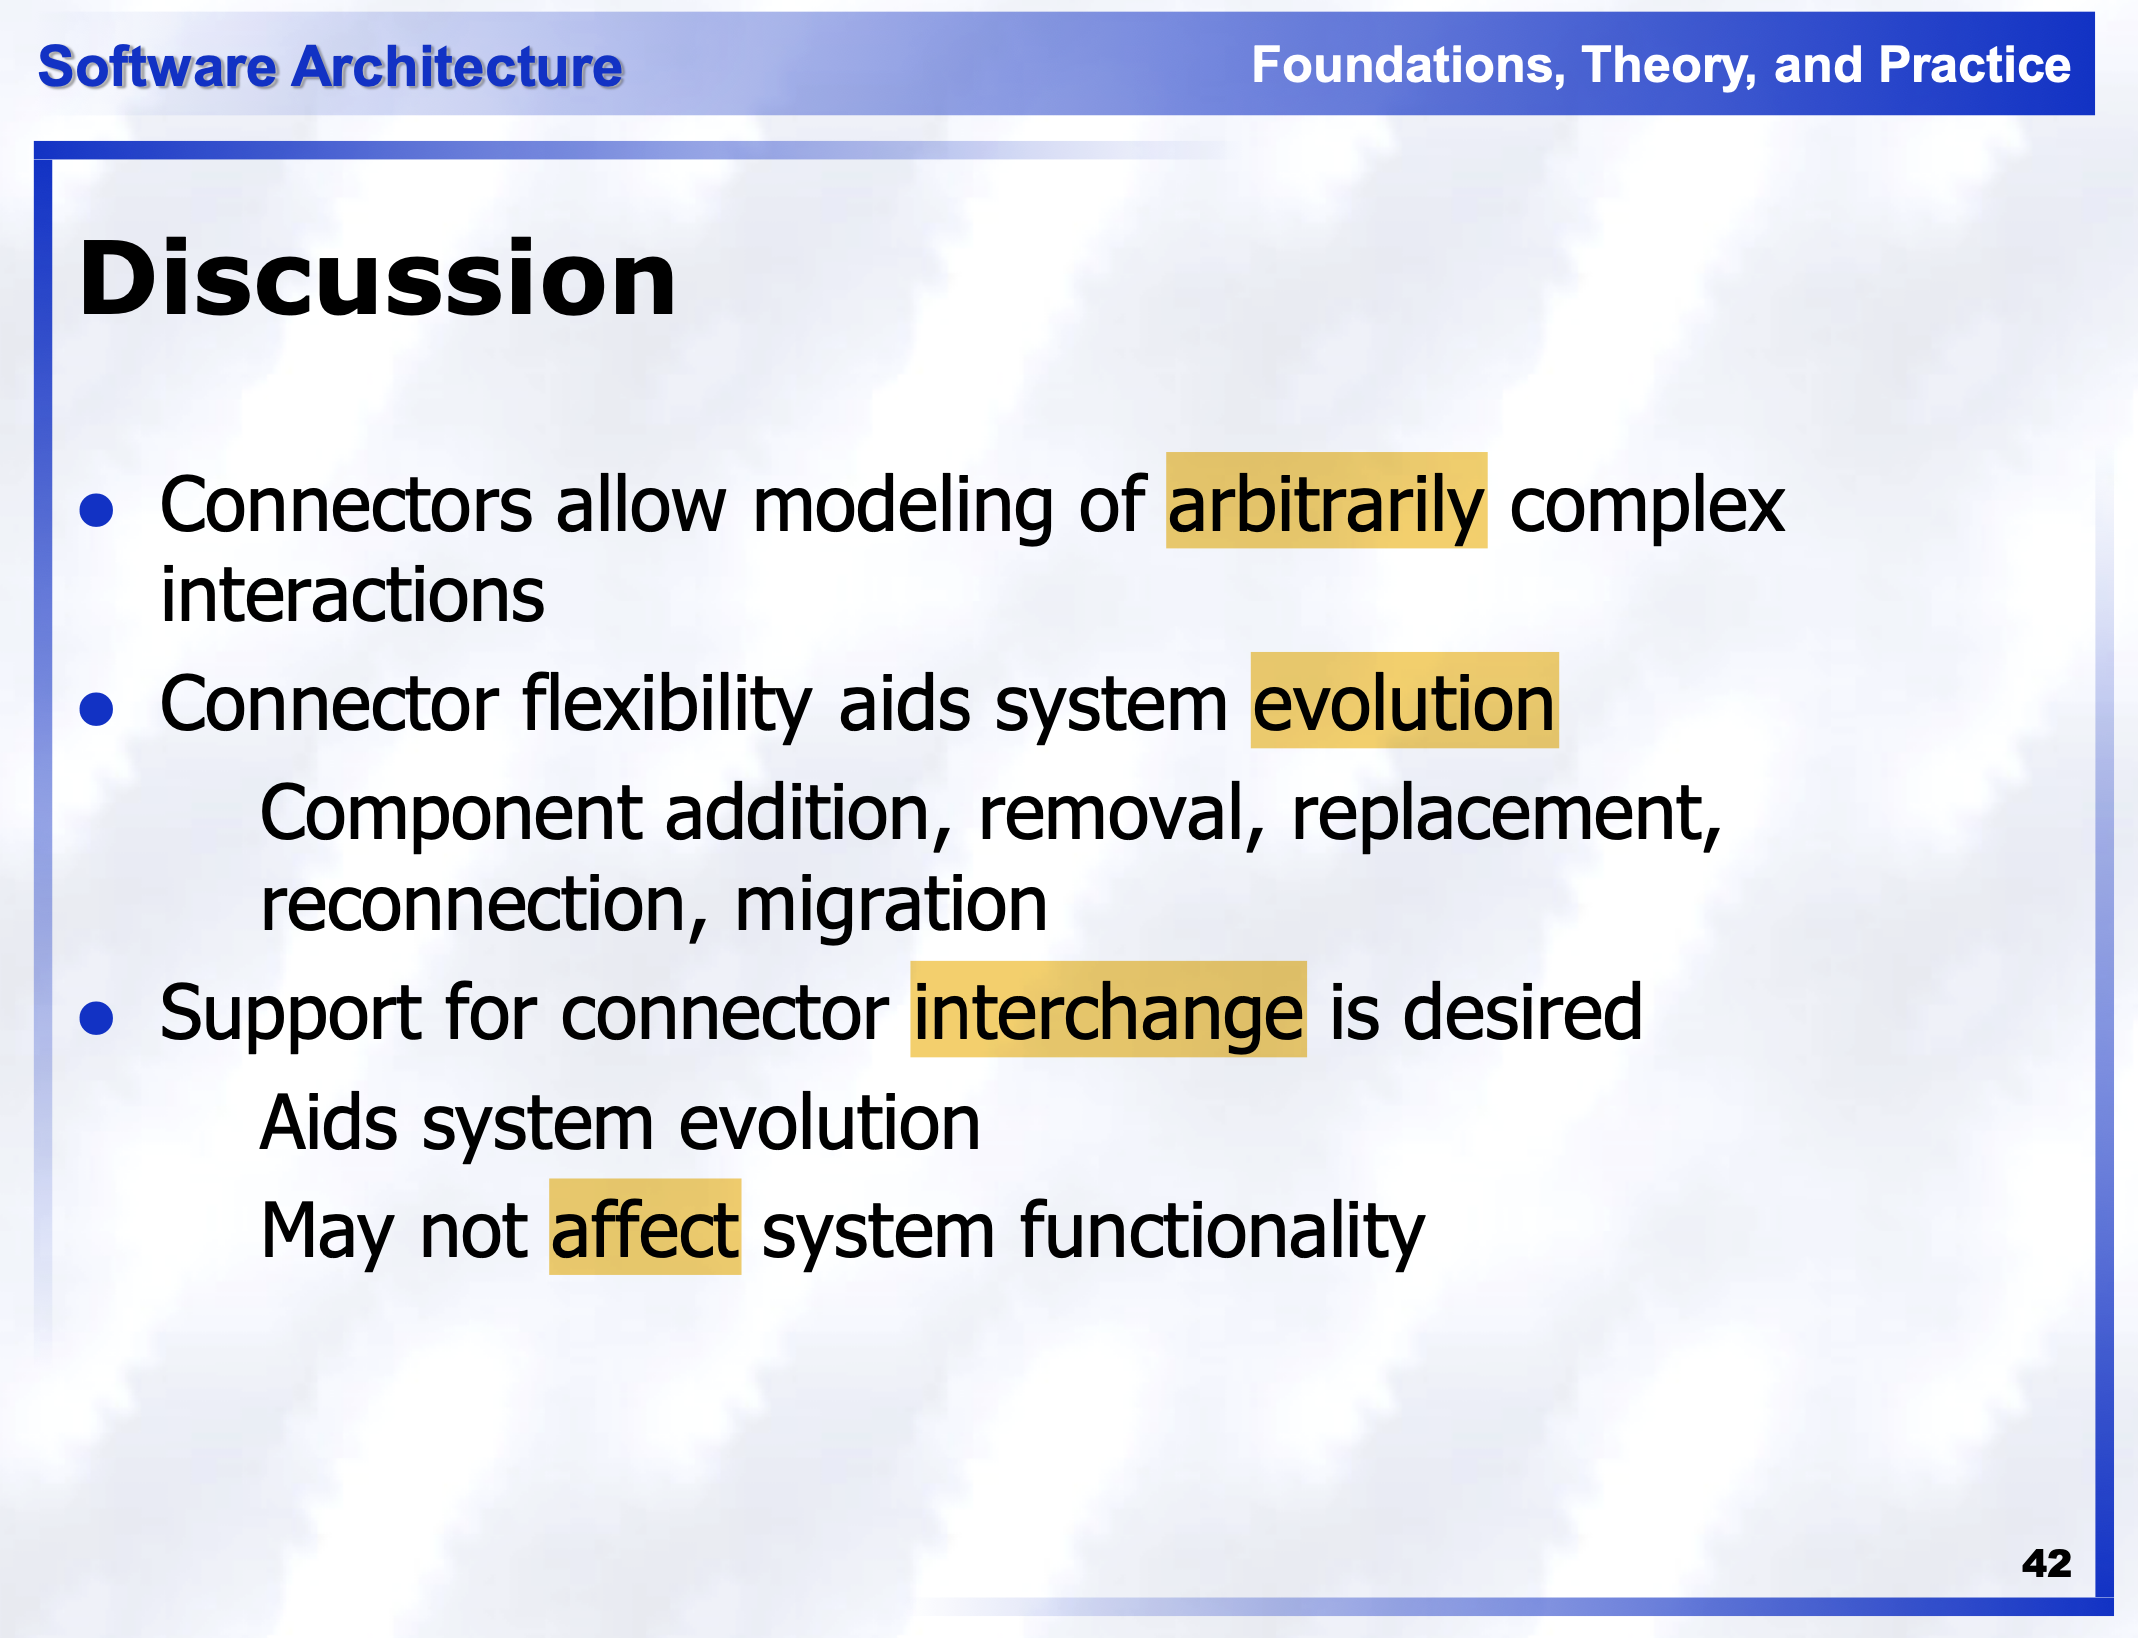 Software Architecture
Foundations, Theory, and Practice
Discussion
Connectors allow modeling of arbitrarily complex
interactions
Connector flexibility aids system evolution
Component addition, removal, replacement,
reconnection, migration
Support for connector interchange is desired
Aids system evolution
May not affect system functionality
42